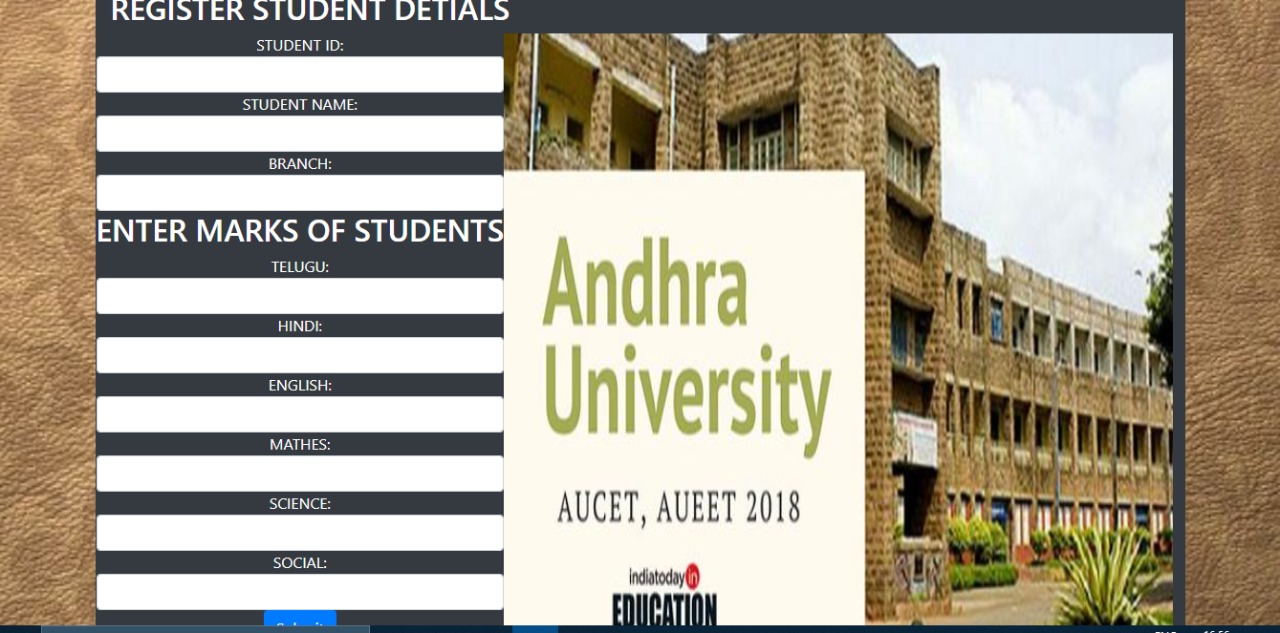 REGISTER STUDENT DETIALS
STUDENT ID:
STUDENT NAME:
BRANCH:
ENTER MARKS OF STUDENTS
TELUGU:
HINDI:
ENGLISH:
MATHES:
SCIENCE:
SOCIAL:
Submit
Andhra
University
AUCET, AUEET 2018
indiatoday in
EDUCATION